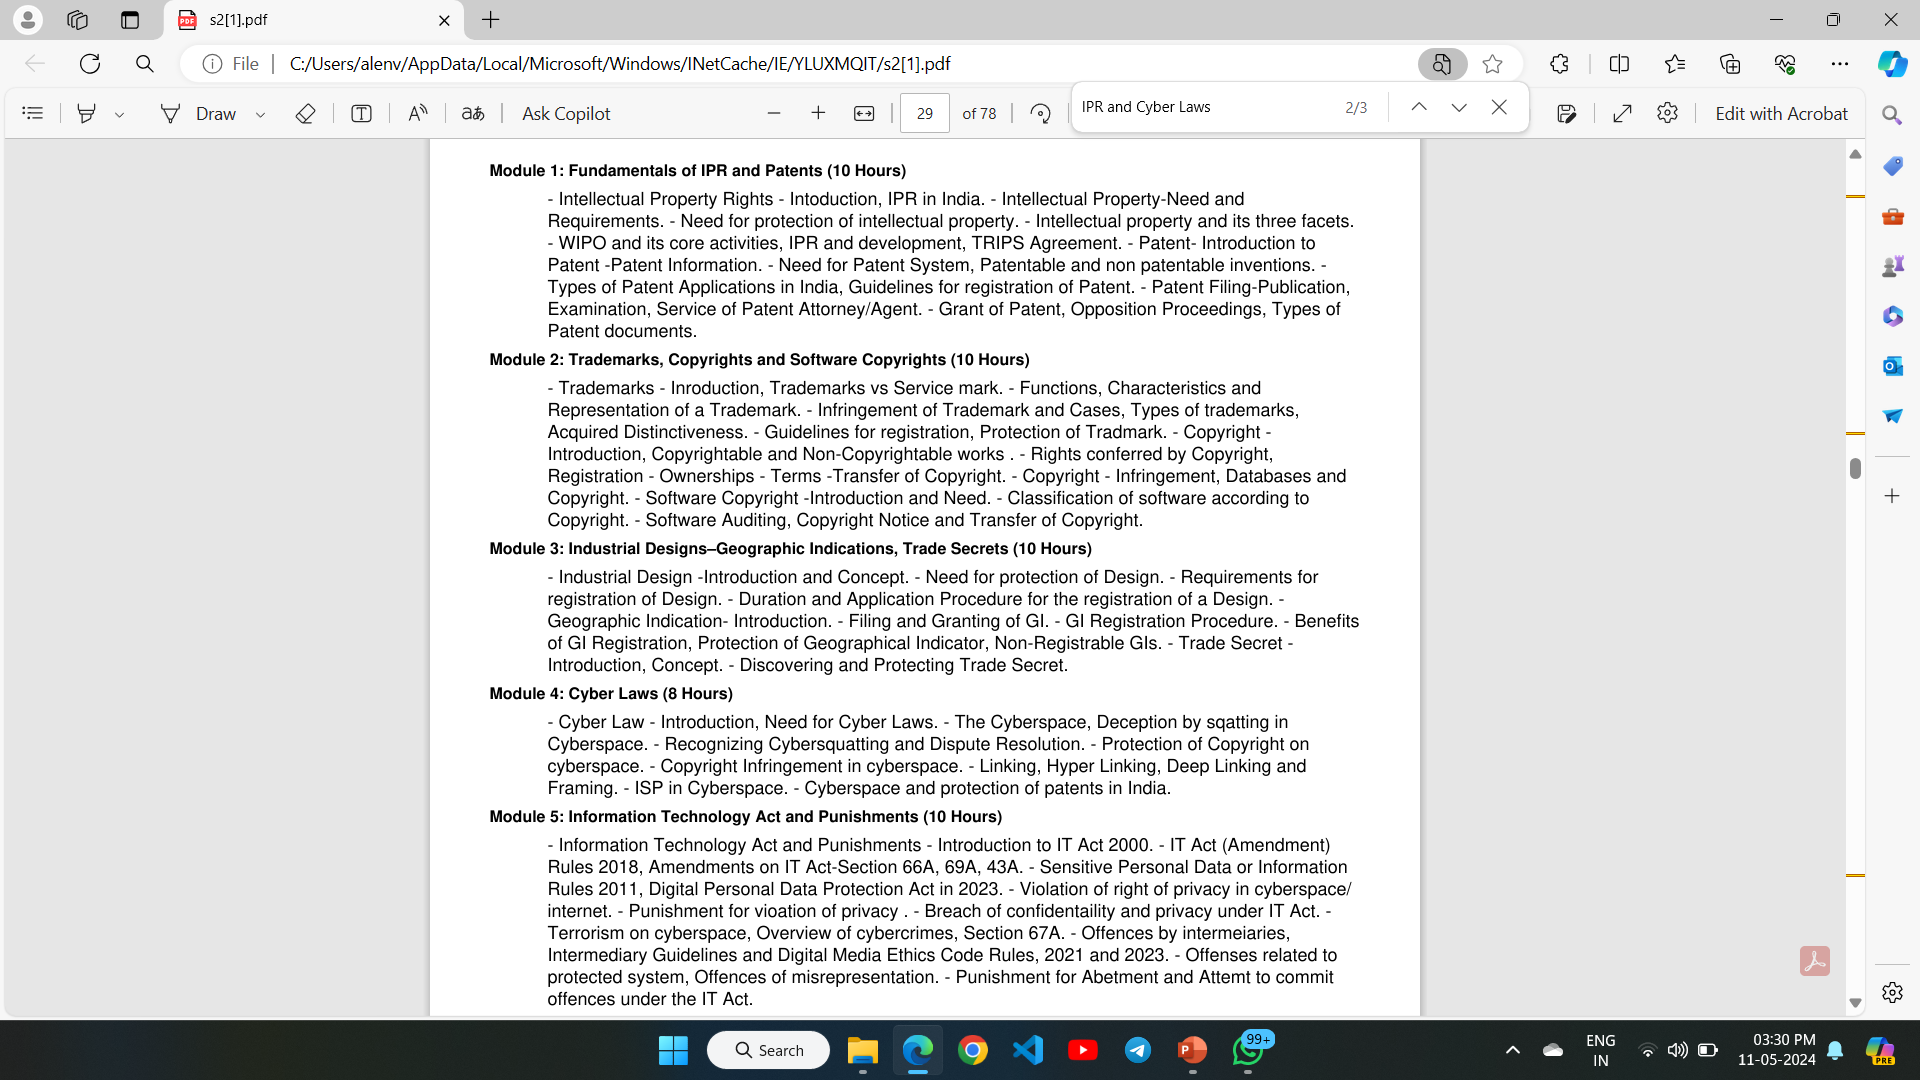 s2[1].pdf
File
C:/Users/alenv/AppData/Local/Microsoft/Windows/INetCache/IE/YLUXMQIT/s2[1].pdf
IPR and Cyber Laws 2/3
Draw
aあ
Ask Copilot
29 of 78
Edit with Acrobat
Module 1: Fundamentals of IPR and Patents (10 Hours)
- Intellectual Property Rights - Intoduction, IPR in India. - Intellectual Property-Need and
Requirements. - Need for protection of intellectual property. - Intellectual property and its three facets.
- WIPO and its core activities, IPR and development, TRIPS Agreement. - Patent- Introduction to
Patent -Patent Information. - Need for Patent System, Patentable and non patentable inventions. -
Types of Patent Applications in India, Guidelines for registration of Patent. - Patent Filing-Publication,
Examination, Service of Patent Attorney/Agent. - Grant of Patent, Opposition Proceedings, Types of
Patent documents.
Module 2: Trademarks, Copyrights and Software Copyrights (10 Hours)
- Trademarks - Inroduction, Trademarks vs Service mark. - Functions, Characteristics and
Representation of a Trademark. - Infringement of Trademark and Cases, Types of trademarks,
Acquired Distinctiveness. - Guidelines for registration, Protection of Tradmark. - Copyright -
Introduction, Copyrightable and Non-Copyrightable works . - Rights conferred by Copyright,
Registration - Ownerships - Terms -Transfer of Copyright. - Copyright - Infringement, Databases and
Copyright. - Software Copyright -Introduction and Need. - Classification of software according to
Copyright. - Software Auditing, Copyright Notice and Transfer of Copyright.
Module 3: Industrial Designs–Geographic Indications, Trade Secrets (10 Hours)
- Industrial Design -Introduction and Concept. - Need for protection of Design. - Requirements for
registration of Design. - Duration and Application Procedure for the registration of a Design. -
Geographic Indication- Introduction. - Filing and Granting of GI. - GI Registration Procedure. - Benefits
of GI Registration, Protection of Geographical Indicator, Non-Registrable GIs. - Trade Secret -
Introduction, Concept. - Discovering and Protecting Trade Secret.
Module 4: Cyber Laws (8 Hours)
- Cyber Law - Introduction, Need for Cyber Laws. - The Cyberspace, Deception by sqatting in
Cyberspace. - Recognizing Cybersquatting and Dispute Resolution. - Protection of Copyright on
cyberspace. - Copyright Infringement in cyberspace. - Linking, Hyper Linking, Deep Linking and
Framing. - ISP in Cyberspace. - Cyberspace and protection of patents in India.
Module 5: Information Technology Act and Punishments (10 Hours)
- Information Technology Act and Punishments - Introduction to IT Act 2000. - IT Act (Amendment)
Rules 2018, Amendments on IT Act-Section 66A, 69A, 43A. - Sensitive Personal Data or Information
Rules 2011, Digital Personal Data Protection Act in 2023. - Violation of right of privacy in cyberspace/
internet. - Punishment for vioation of privacy . - Breach of confidentaility and privacy under IT Act. -
Terrorism on cyberspace, Overview of cybercrimes, Section 67A. - Offences by intermeiaries,
Intermediary Guidelines and Digital Media Ethics Code Rules, 2021 and 2023. - Offenses related to
protected system, Offences of misrepresentation. - Punishment for Abetment and Attemt to commit
offences under the IT Act.
Search
99+
ENG
IN
03:30 PM
11-05-2024
PRE